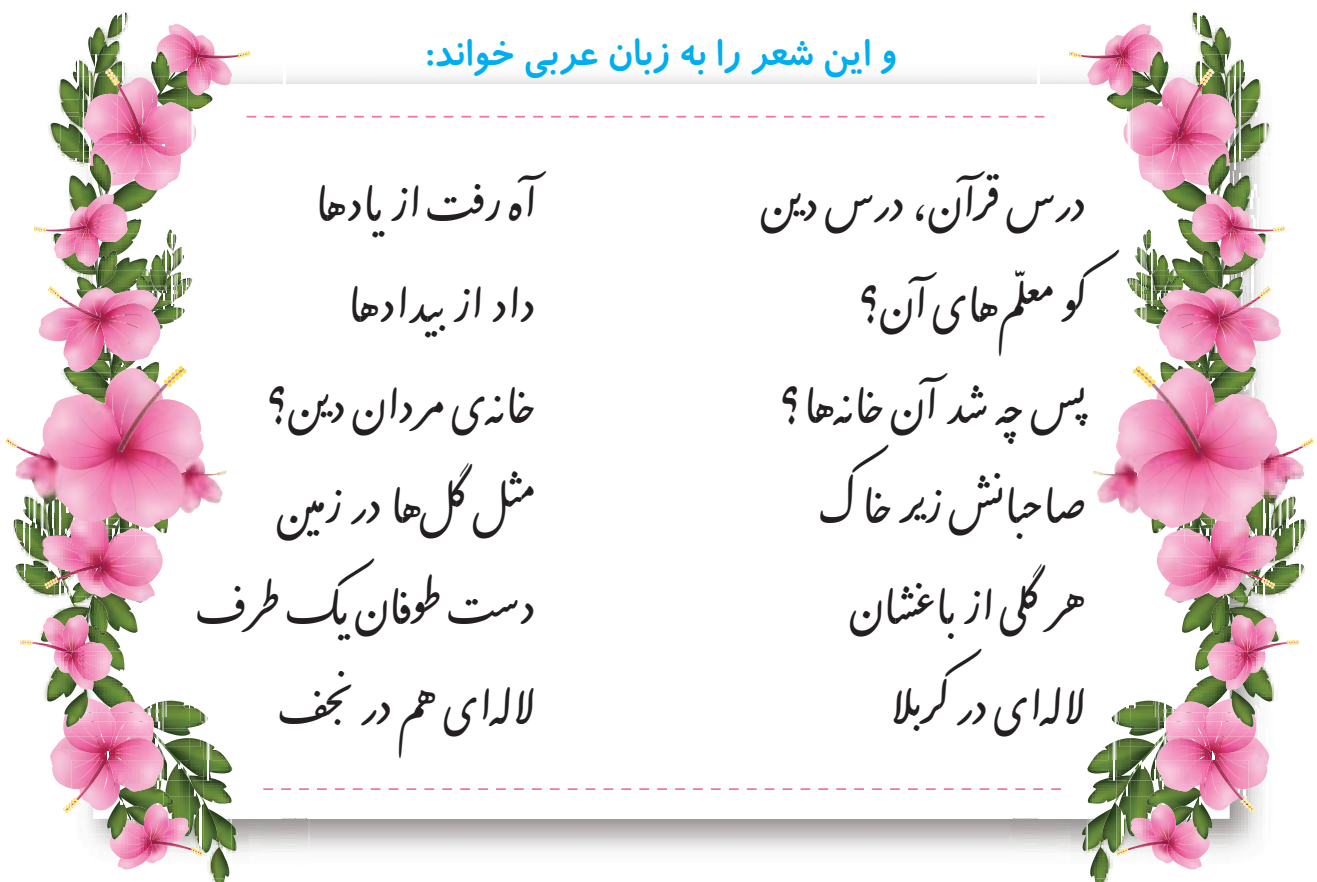 و این شعر را به زبان عربی خواند:
درس قرآن، درس دین آه رفت از یادها
کو معلّم‌های آن؟ داد از بیدادها
پس چه شد آن خانه‌ها؟ خانه‌ی مردان دین؟
صاحبانش زیر خاک مثل گل‌ها در زمین
هر گلی از باغشان دست طوفان یک طرف
لاله‌ای در کربلا لاله‌ای هم در نجف